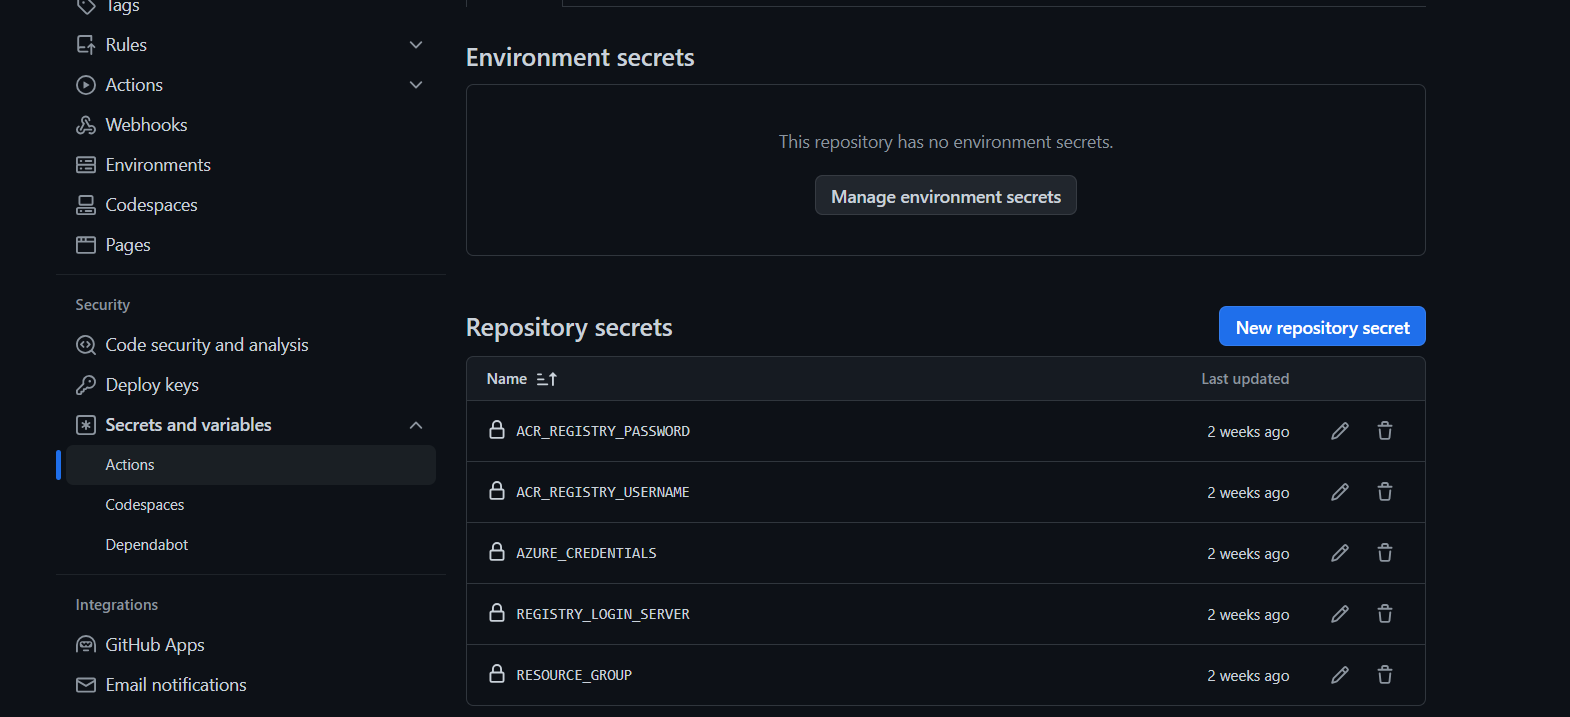 Tags
Rules
Actions
Webhooks
Environments
Codespaces
Pages
Security
Code security and analysis
Deploy keys
Secrets and variables
Actions
Codespaces
Dependabot
Integrations
GitHub Apps
Email notifications
Environment secrets
This repository has no environment secrets.
Manage environment secrets
Repository secrets
New repository secret
Name Last updated
ACR_REGISTRY_PASSWORD 2 weeks ago
ACR_REGISTRY_USERNAME 2 weeks ago
AZURE_CREDENTIALS 2 weeks ago
REGISTRY_LOGIN_SERVER 2 weeks ago
RESOURCE_GROUP 2 weeks ago